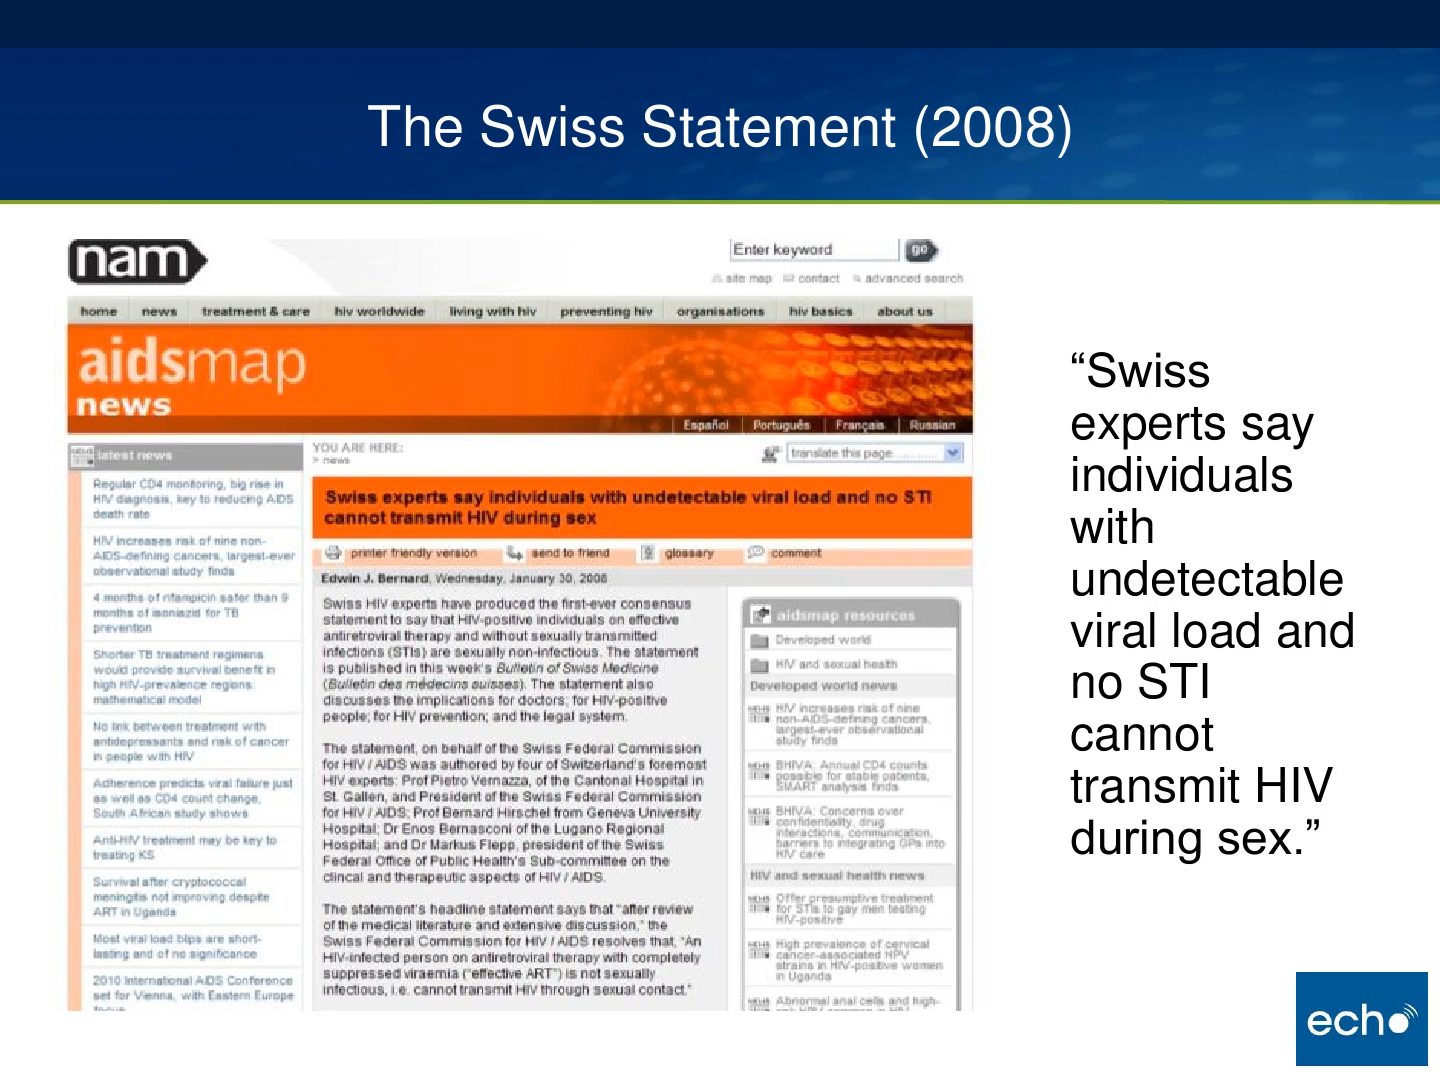 The Swiss Statement (2008)
nam
Enter keyword
go
site map
contact
advanced search
home
news
treatment & care
hiv worldwide
living with hiv
preventing hiv
organisations
hiv basics
about us
aidsmap
news
Español
Português
Français
Russian
latest news
Regular CD4 monitoring, big rise in
HIV diagnosis, key to reducing AIDS
death rate
HIV increases risk of nine non-
AIDS-defining cancers, largest-ever
observational study finds
4 months of rifampicin safer than 9
months of isoniazid for TB
prevention
Shorter TB treatment regimens
would provide survival benefit in
high HIV-prevalence regions:
mathematical model
No link between treatment with
antidepressants and risk of cancer
in people with HIV
Adherence predicts viral failure just
as well as CD4 count change,
South African study shows
Anti-HIV treatment may be key to
treating KS
Survival after cryptococcal
meningitis not improving despite
ART in Uganda
Most viral load blips are short-
lasting and of no significance
2010 International AIDS Conference
set for Vienna, with Eastern Europe
focus
YOU ARE HERE:
» news
translate this page............
Swiss experts say individuals with undetectable viral load and no STI
cannot transmit HIV during sex
printer friendly version
send to friend
glossary
comment
Edwin J. Bernard, Wednesday, January 30, 2008
Swiss HIV experts have produced the first-ever consensus
statement to say that HIV-positive individuals on effective
antiretroviral therapy and without sexually transmitted
infections (STIs) are sexually non-infectious. The statement
is published in this week's Bulletin of Swiss Medicine
(Bulletin des médecins suisses). The statement also
discusses the implications for doctors; for HIV-positive
people; for HIV prevention; and the legal system.
The statement, on behalf of the Swiss Federal Commission
for HIV / AIDS was authored by four of Switzerland's foremost
HIV experts: Prof Pietro Vernazza, of the Cantonal Hospital in
St. Gallen, and President of the Swiss Federal Commission
for HIV / AIDS; Prof Bernard Hirschel from Geneva University
Hospital; Dr Enos Bernasconi of the Lugano Regional
Hospital; and Dr Markus Flepp, president of the Swiss
Federal Office of Public Health's Sub-committee on the
clinical and therapeutic aspects of HIV / AIDS.
The statement's headline statement says that "after review
of the medical literature and extensive discussion," the
Swiss Federal Commission for HIV / AIDS resolves that, "An
HIV-infected person on antiretroviral therapy with completely
suppressed viraemia ("effective ART") is not sexually
infectious, i.e. cannot transmit HIV through sexual contact."
aidsmap resources
Developed world
HIV and sexual health
Developed world news
HIV increases risk of nine
non-AIDS-defining cancers,
largest-ever observational
study finds
BHIVA: Annual CD4 counts
possible for stable patients,
SMART analysis finds
BHIVA: Concerns over
confidentiality, drug
interactions, communication,
barriers to integrating GPs into
HIV care
HIV and sexual health news
Offer presumptive treatment
for STIs to gay men testing
HIV-positive
High prevalence of cervical
cancer-associated HPV
strains in HIV-positive women
in Uganda
Abnormal anal cells and high-
“Swiss
experts say
individuals
with
undetectable
viral load and
no STI
cannot
transmit HIV
during sex.”
echo